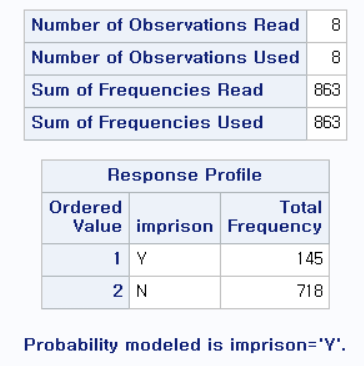 Number of Observations Read 8
Number of Observations Used 8
Sum of Frequencies Read 863
Sum of Frequencies Used 863
Response Profile
Ordered Value imprison Total Frequency
1 Y 145
2 N 718
Probability modeled is imprison='Y'.